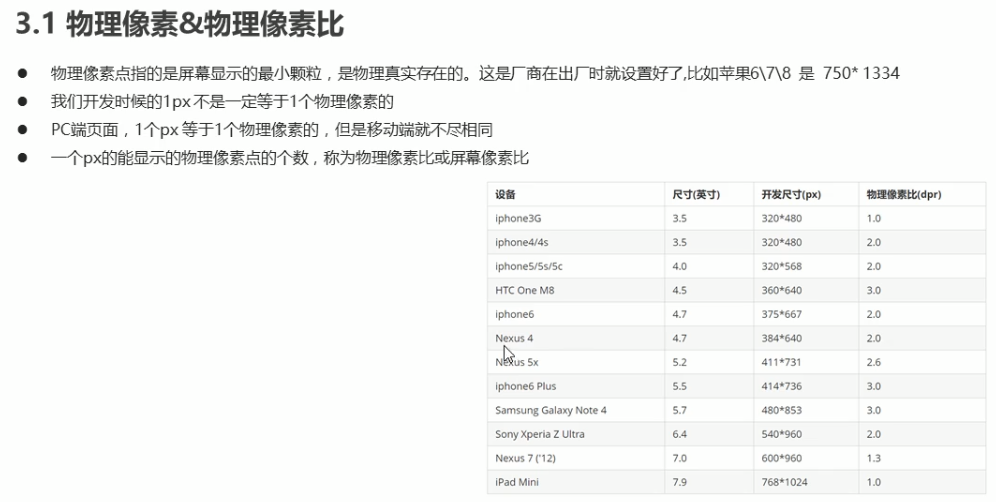 3.1 物理像素&物理像素比
● 物理像素点指的是屏幕显示的最小颗粒，是物理真实存在的。这是厂商在出厂时就设置好了,比如苹果6\7\8 是 750* 1334
● 我们开发时候的1px 不是一定等于1个物理像素的
● PC端页面，1个px 等于1个物理像素的，但是移动端就不尽相同
● 一个px的能显示的物理像素点的个数，称为物理像素比或屏幕像素比
设备 尺寸(英寸) 开发尺寸(px) 物理像素比(dpr)
iphone3G 3.5 320*480 1.0
iphone4/4s 3.5 320*480 2.0
iphone5/5s/5c 4.0 320*568 2.0
HTC One M8 4.5 360*640 3.0
iphone6 4.7 375*667 2.0
Nexus 4 4.7 384*640 2.0
Nexus 5x 5.2 411*731 2.6
iphone6 Plus 5.5 414*736 3.0
Samsung Galaxy Note 4 5.7 480*853 3.0
Sony Xperia Z Ultra 6.4 540*960 2.0
Nexus 7 ('12) 7.0 600*960 1.3
iPad Mini 7.9 768*1024 1.0